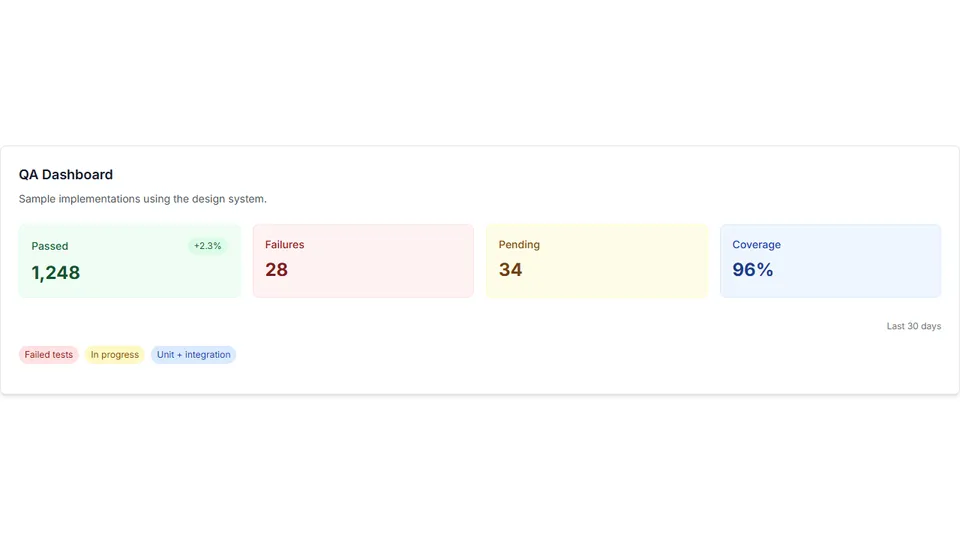 QA Dashboard
Sample implementations using the design system.
Passed
+2.3%
1,248
Failures
28
Pending
34
Coverage
96%
Last 30 days
Failed tests
In progress
Unit + integration